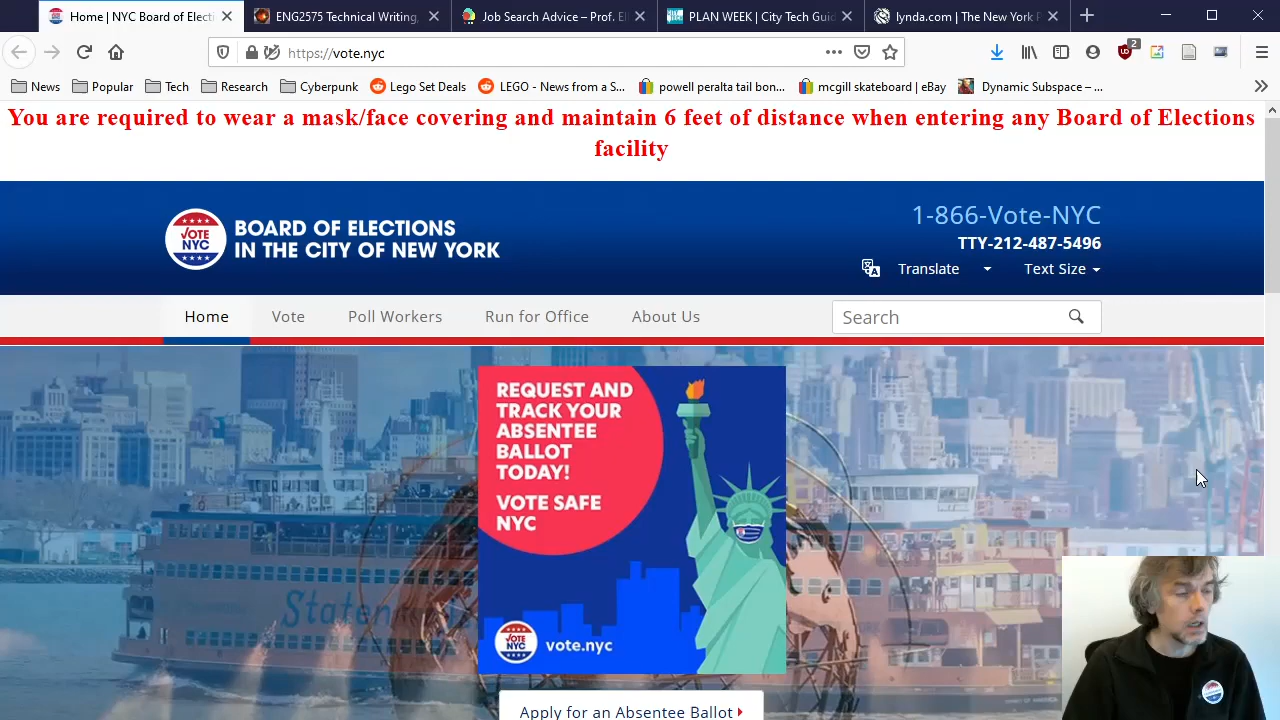 Home | NYC Board of Electi
ENG2575 Technical Writing,
Job Search Advice – Prof. El
PLAN WEEK | City Tech Guid
lynda.com | The New York P
https://vote.nyc
2
News
Popular
Tech
Research
Cyberpunk
Lego Set Deals
LEGO - News from a S...
powell peralta tail bon...
mcgill skateboard | eBay
Dynamic Subspace – ...
You are required to wear a mask/face covering and maintain 6 feet of distance when entering any Board of Elections
facility
VOTE
NYC
BOARD OF ELECTIONS
IN THE CITY OF NEW YORK
1-866-Vote-NYC
TTY-212-487-5496
Translate
Text Size
Home
Vote
Poll Workers
Run for Office
About Us
Search
REQUEST AND
TRACK YOUR
ABSENTEE
BALLOT
TODAY!
VOTE SAFE
NYC
VOTE
NYC
vote.nyc
Staten
Apply for an Absentee Ballot